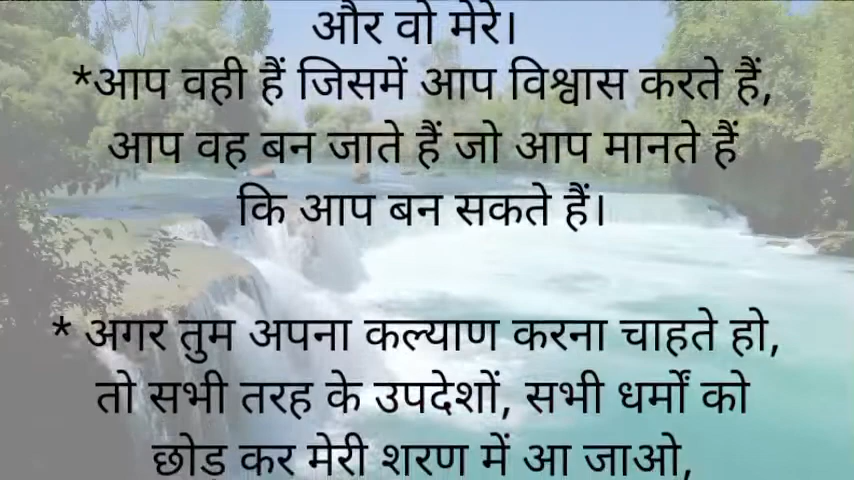 और वो मेरे।
*आप वही हैं जिसमें आप विश्वास करते हैं,
आप वह बन जाते हैं जो आप मानते हैं
कि आप बन सकते हैं।
* अगर तुम अपना कल्याण करना चाहते हो,
तो सभी तरह के उपदेशों, सभी धर्मों को
छोड़ कर मेरी शरण में आ जाओ,